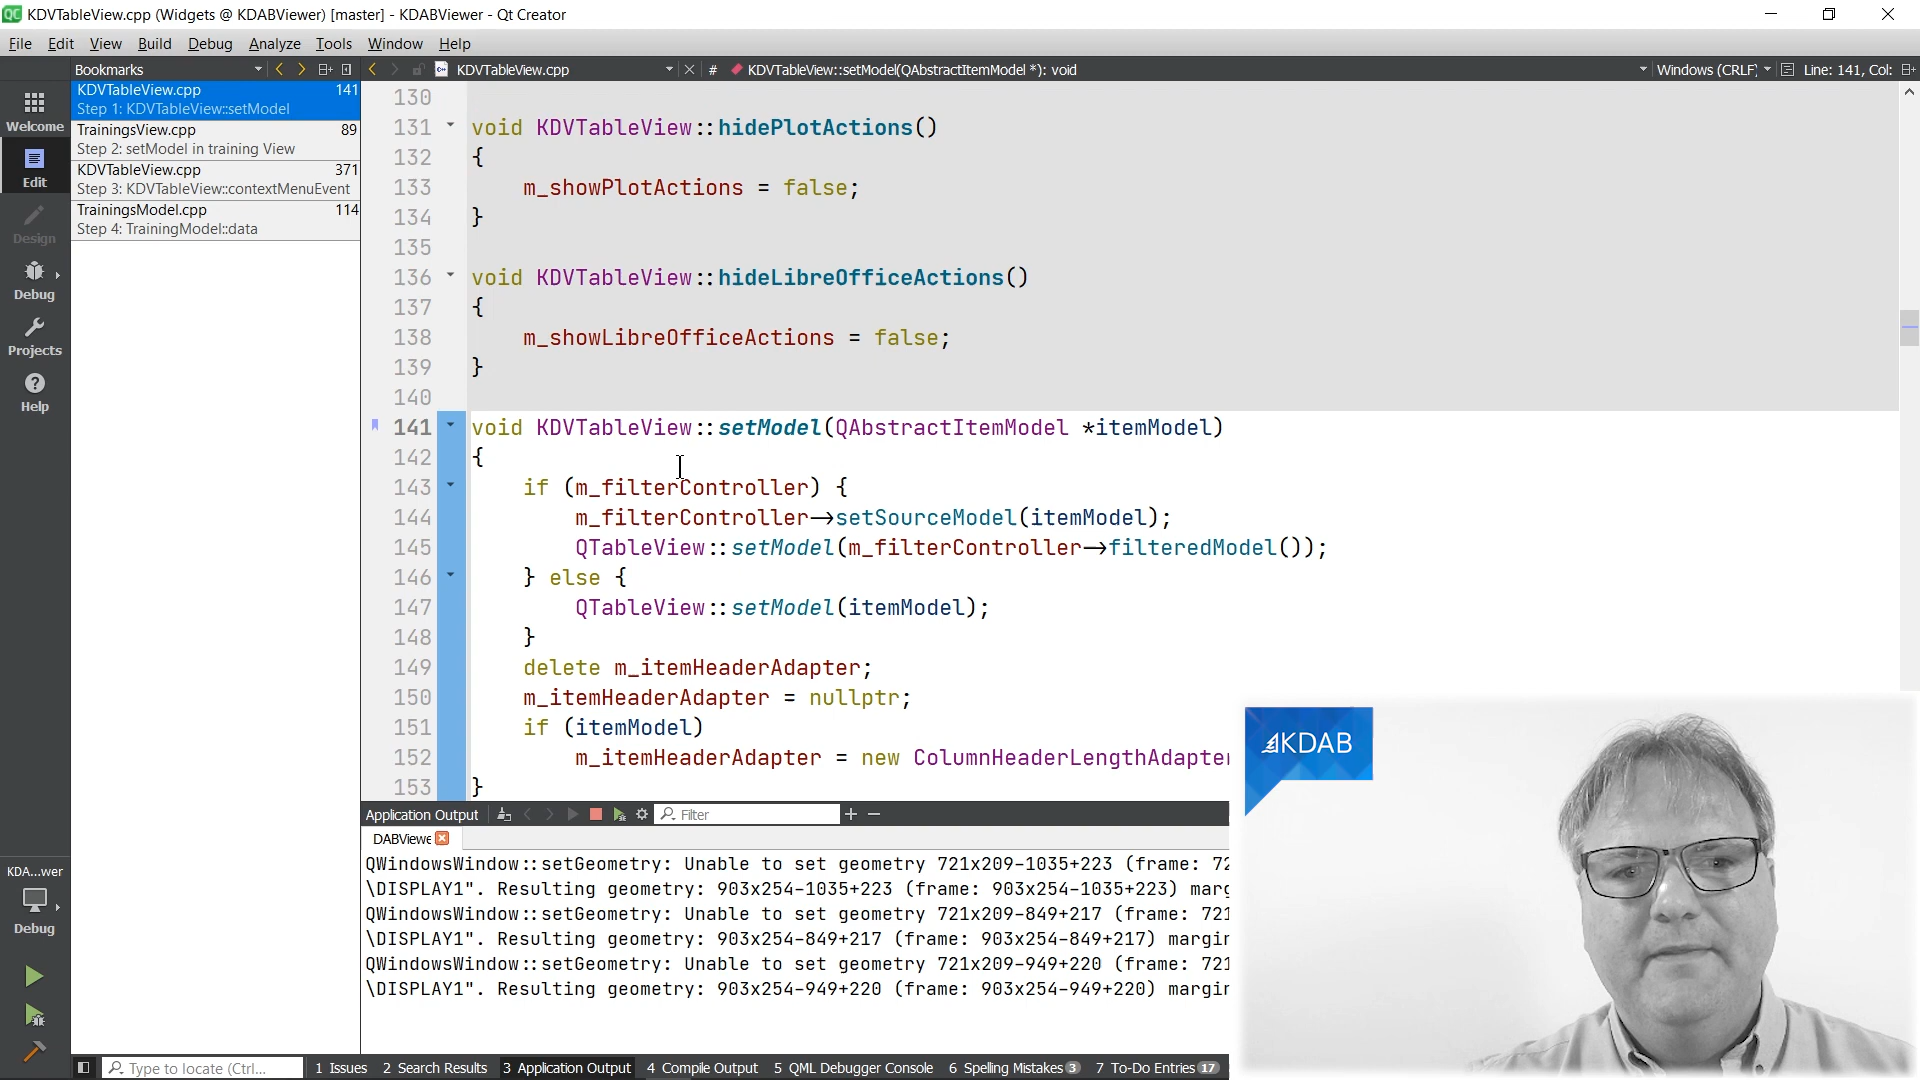 KDVTableView.cpp (Widgets @ KDABViewer) [master] - KDABViewer - Qt Creator
File Edit View Build Debug Analyze Tools Window Help
Bookmarks
KDVTableView.cpp # KDVTableView::setModel(QAbstractItemModel *): void Windows (CRLF) Line: 141, Col:
KDVTableView.cpp 141
Step 1: KDVTableView::setModel
TrainingsView.cpp 89
Step 2: setModel in training View
KDVTableView.cpp 371
Step 3: KDVTableView::contextMenuEvent
TrainingsModel.cpp 114
Step 4: TrainingModel::data
Welcome
Edit
Design
Debug
Projects
Help
KDA...wer
Debug
130
131 void KDVTableView::hidePlotActions()
132 {
133 m_showPlotActions = false;
134 }
135
136 void KDVTableView::hideLibreOfficeActions()
137 {
138 m_showLibreOfficeActions = false;
139 }
140
141 void KDVTableView::setModel(QAbstractItemModel *itemModel)
142 {
143 if (m_filterController) {
144 m_filterController->setSourceModel(itemModel);
145 QTableView::setModel(m_filterController->filteredModel());
146 } else {
147 QTableView::setModel(itemModel);
148 }
149 delete m_itemHeaderAdapter;
150 m_itemHeaderAdapter = nullptr;
151 if (itemModel)
152 m_itemHeaderAdapter = new ColumnHeaderLengthAdapter
153 }
Application Output Filter
DABViewe
QWindowsWindow::setGeometry: Unable to set geometry 721x209-1035+223 (frame: 72
\DISPLAY1". Resulting geometry: 903x254-1035+223 (frame: 903x254-1035+223) marg
QWindowsWindow::setGeometry: Unable to set geometry 721x209-849+217 (frame: 721
\DISPLAY1". Resulting geometry: 903x254-849+217 (frame: 903x254-849+217) margin
QWindowsWindow::setGeometry: Unable to set geometry 721x209-949+220 (frame: 721
\DISPLAY1". Resulting geometry: 903x254-949+220 (frame: 903x254-949+220) margin
KDAB
Type to locate (Ctrl... 1 Issues 2 Search Results 3 Application Output 4 Compile Output 5 QML Debugger Console 6 Spelling Mistakes 3 7 To-Do Entries 17